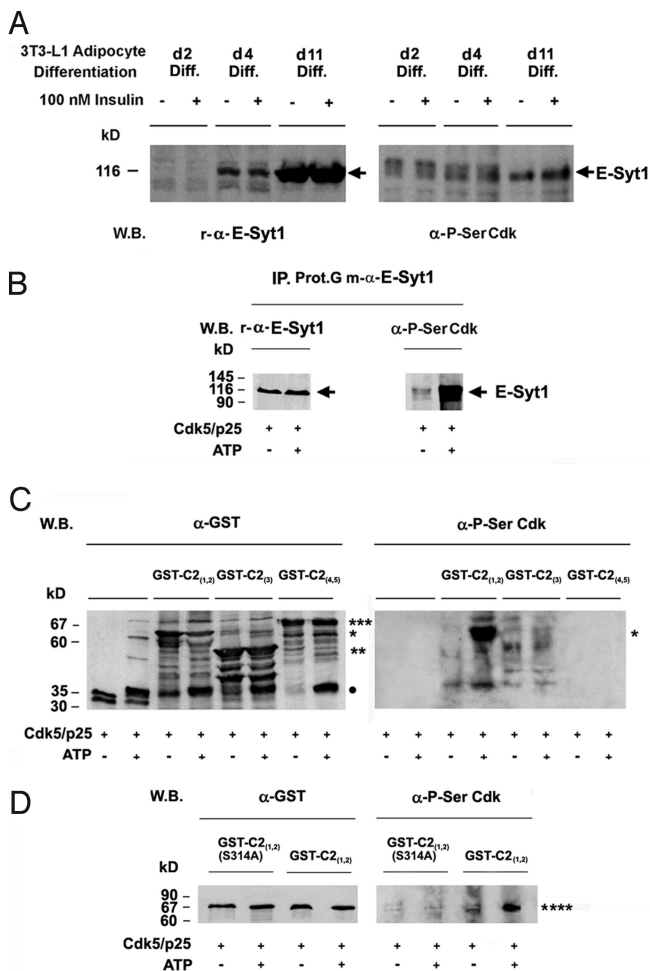 A
3T3-L1 Adipocyte Differentiation
d2 Diff. d4 Diff. d11 Diff. d2 Diff. d4 Diff. d11 Diff.
100 nM Insulin - + - + - + - + - + - +
kD
116 – E-Syt1
W.B. r-α-E-Syt1 α-P-Ser Cdk
B
IP. Prot.G m-α-E-Syt1
W.B. r-α-E-Syt1 α-P-Ser Cdk
kD
145 –
116 – E-Syt1
90 –
Cdk5/p25 + + + +
ATP - + - +
C
W.B. α-GST α-P-Ser Cdk
GST-C2(1,2) GST-C2(3) GST-C2(4,5) GST-C2(1,2) GST-C2(3) GST-C2(4,5)
kD
67 – ***
60 – * *
**
35 – •
30 –
Cdk5/p25 + + + + + + + + + + + + + + + +
ATP - + - + - + - + - + - + - + - +
D
W.B. α-GST α-P-Ser Cdk
GST-C2(1,2) (S314A) GST-C2(1,2) GST-C2(1,2) (S314A) GST-C2(1,2)
kD
90 –
67 – ****
60 –
Cdk5/p25 + + + + + + + +
ATP - + - + - + - +